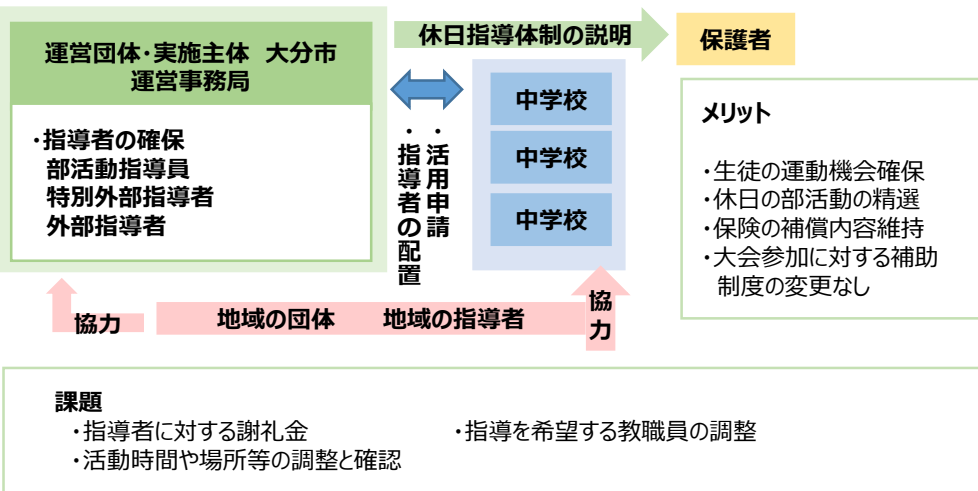 運営団体・実施主体 大分市
運営事務局
・指導者の確保
部活動指導員
特別外部指導者
外部指導者
休日指導体制の説明
保護者
・活用申請
・指導者の配置
中学校
中学校
中学校
メリット
・生徒の運動機会確保
・休日の部活動の精選
・保険の補償内容維持
・大会参加に対する補助
制度の変更なし
協力
地域の団体 地域の指導者
協力
課題
・指導者に対する謝礼金 ・指導を希望する教職員の調整
・活動時間や場所等の調整と確認